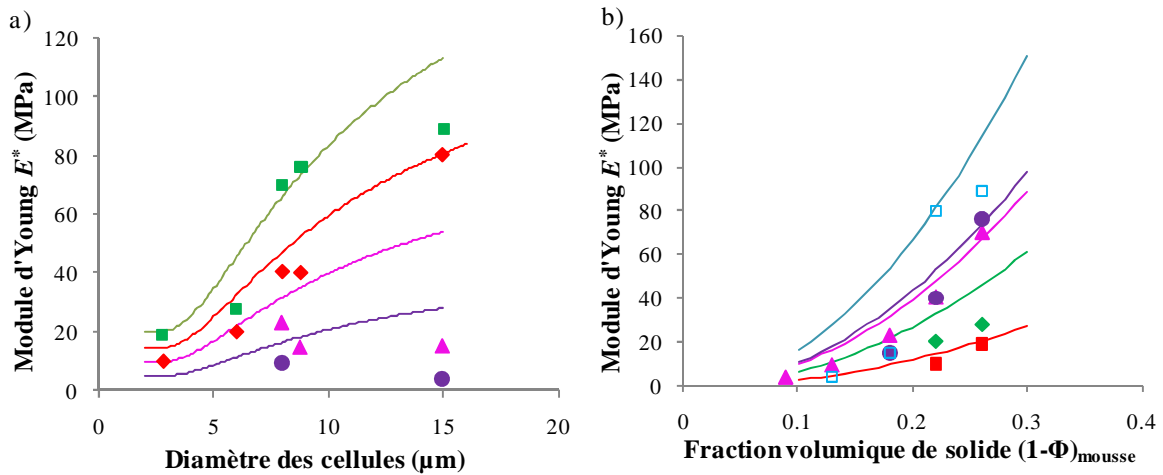 a)
Module d'Young E* (MPa)
120
100
80
60
40
20
0
0 5 10 15 20
Diamètre des cellules (µm)
b)
Module d'Young E* (MPa)
160
140
120
100
80
60
40
20
0
0 0.1 0.2 0.3 0.4
Fraction volumique de solide (1-Φ)mousse